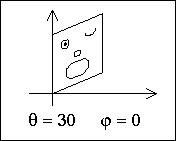 θ = 30 φ = 0